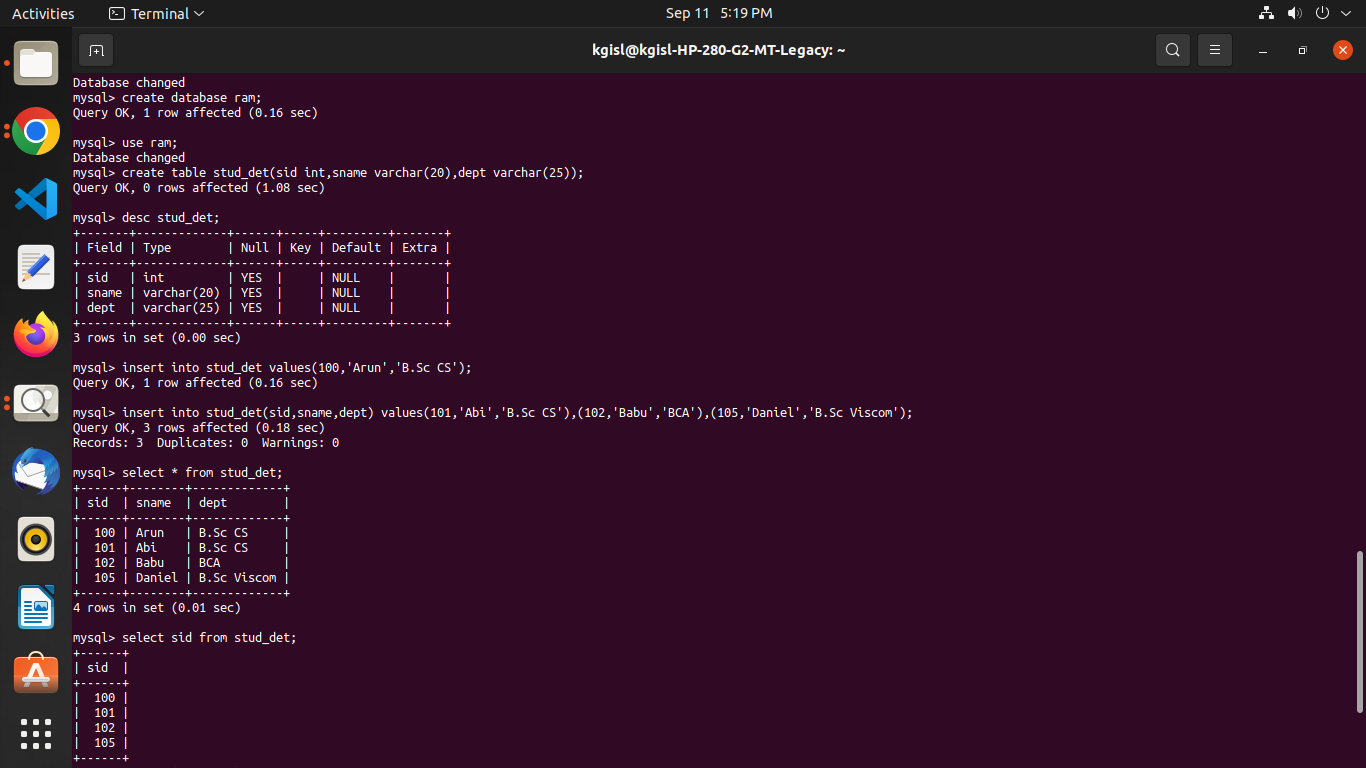 Activities
Terminal
Sep 11 5:19 PM
kgisl@kgisl-HP-280-G2-MT-Legacy: ~
Database changed
mysql> create database ram;
Query OK, 1 row affected (0.16 sec)
mysql> use ram;
Database changed
mysql> create table stud_det(sid int,sname varchar(20),dept varchar(25));
Query OK, 0 rows affected (1.08 sec)
mysql> desc stud_det;
+-------+-------------+------+-----+---------+-------+
| Field | Type        | Null | Key | Default | Extra |
+-------+-------------+------+-----+---------+-------+
| sid   | int         | YES  |     | NULL    |       |
| sname | varchar(20) | YES  |     | NULL    |       |
| dept  | varchar(25) | YES  |     | NULL    |       |
+-------+-------------+------+-----+---------+-------+
3 rows in set (0.00 sec)
mysql> insert into stud_det values(100,'Arun','B.Sc CS');
Query OK, 1 row affected (0.16 sec)
mysql> insert into stud_det(sid,sname,dept) values(101,'Abi','B.Sc CS'),(102,'Babu','BCA'),(105,'Daniel','B.Sc Viscom');
Query OK, 3 rows affected (0.18 sec)
Records: 3  Duplicates: 0  Warnings: 0
mysql> select * from stud_det;
+------+--------+-------------+
| sid  | sname  | dept        |
+------+--------+-------------+
|  100 | Arun   | B.Sc CS     |
|  101 | Abi    | B.Sc CS     |
|  102 | Babu   | BCA         |
|  105 | Daniel | B.Sc Viscom |
+------+--------+-------------+
4 rows in set (0.01 sec)
mysql> select sid from stud_det;
+------+
| sid  |
+------+
|  100 |
|  101 |
|  102 |
|  105 |
+------+